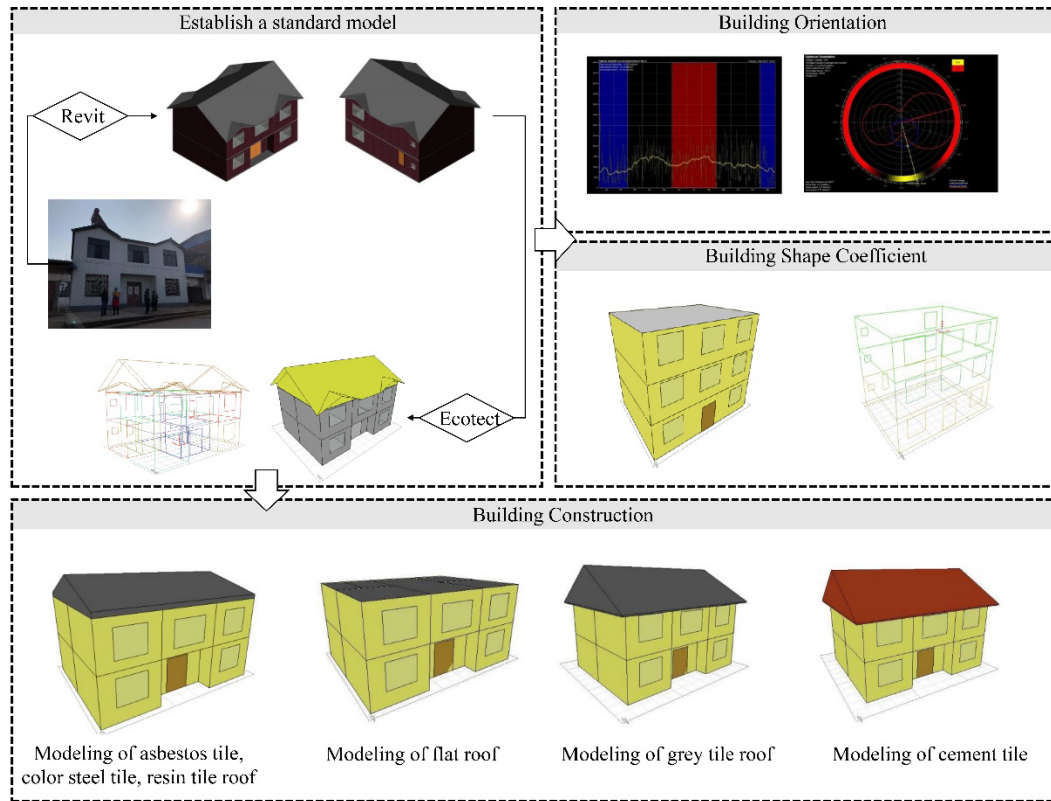 Establish a standard model
Revit
Ecotect
Building Orientation
Building Shape Coefficient
Building Construction
Modeling of asbestos tile,
color steel tile, resin tile roof
Modeling of flat roof
Modeling of grey tile roof
Modeling of cement tile